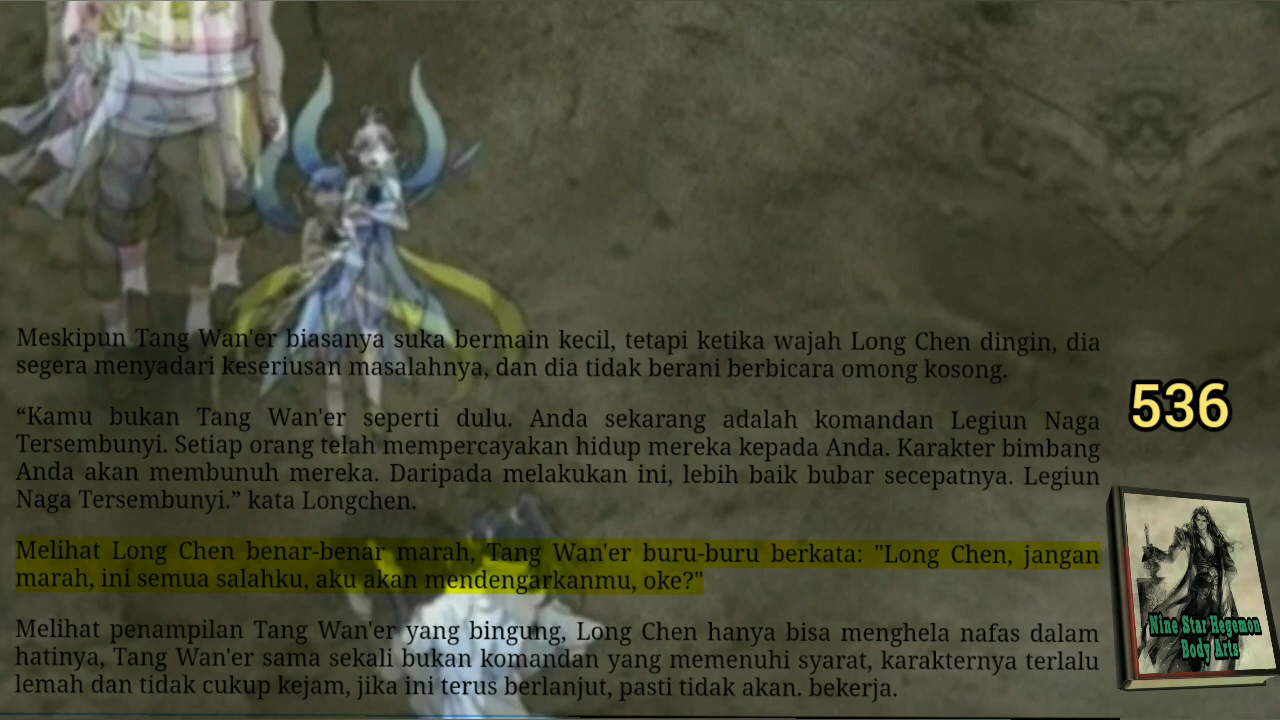 Meskipun Tang Wan'er biasanya suka bermain kecil, tetapi ketika wajah Long Chen dingin, dia
segera menyadari keseriusan masalahnya, dan dia tidak berani berbicara omong kosong.
“Kamu bukan Tang Wan'er seperti dulu. Anda sekarang adalah komandan Legiun Naga
Tersembunyi. Setiap orang telah mempercayakan hidup mereka kepada Anda. Karakter bimbang
Anda akan membunuh mereka. Daripada melakukan ini, lebih baik bubar secepatnya. Legiun
Naga Tersembunyi.” kata Longchen.
Melihat Long Chen benar-benar marah, Tang Wan'er buru-buru berkata: "Long Chen, jangan
marah, ini semua salahku, aku akan mendengarkanmu, oke?"
Melihat penampilan Tang Wan'er yang bingung, Long Chen hanya bisa menghela nafas dalam
hatinya, Tang Wan'er sama sekali bukan komandan yang memenuhi syarat, karakternya terlalu
lemah dan tidak cukup kejam, jika ini terus berlanjut, pasti tidak akan. bekerja.
536
Nine Star Hegemon
Body Arts